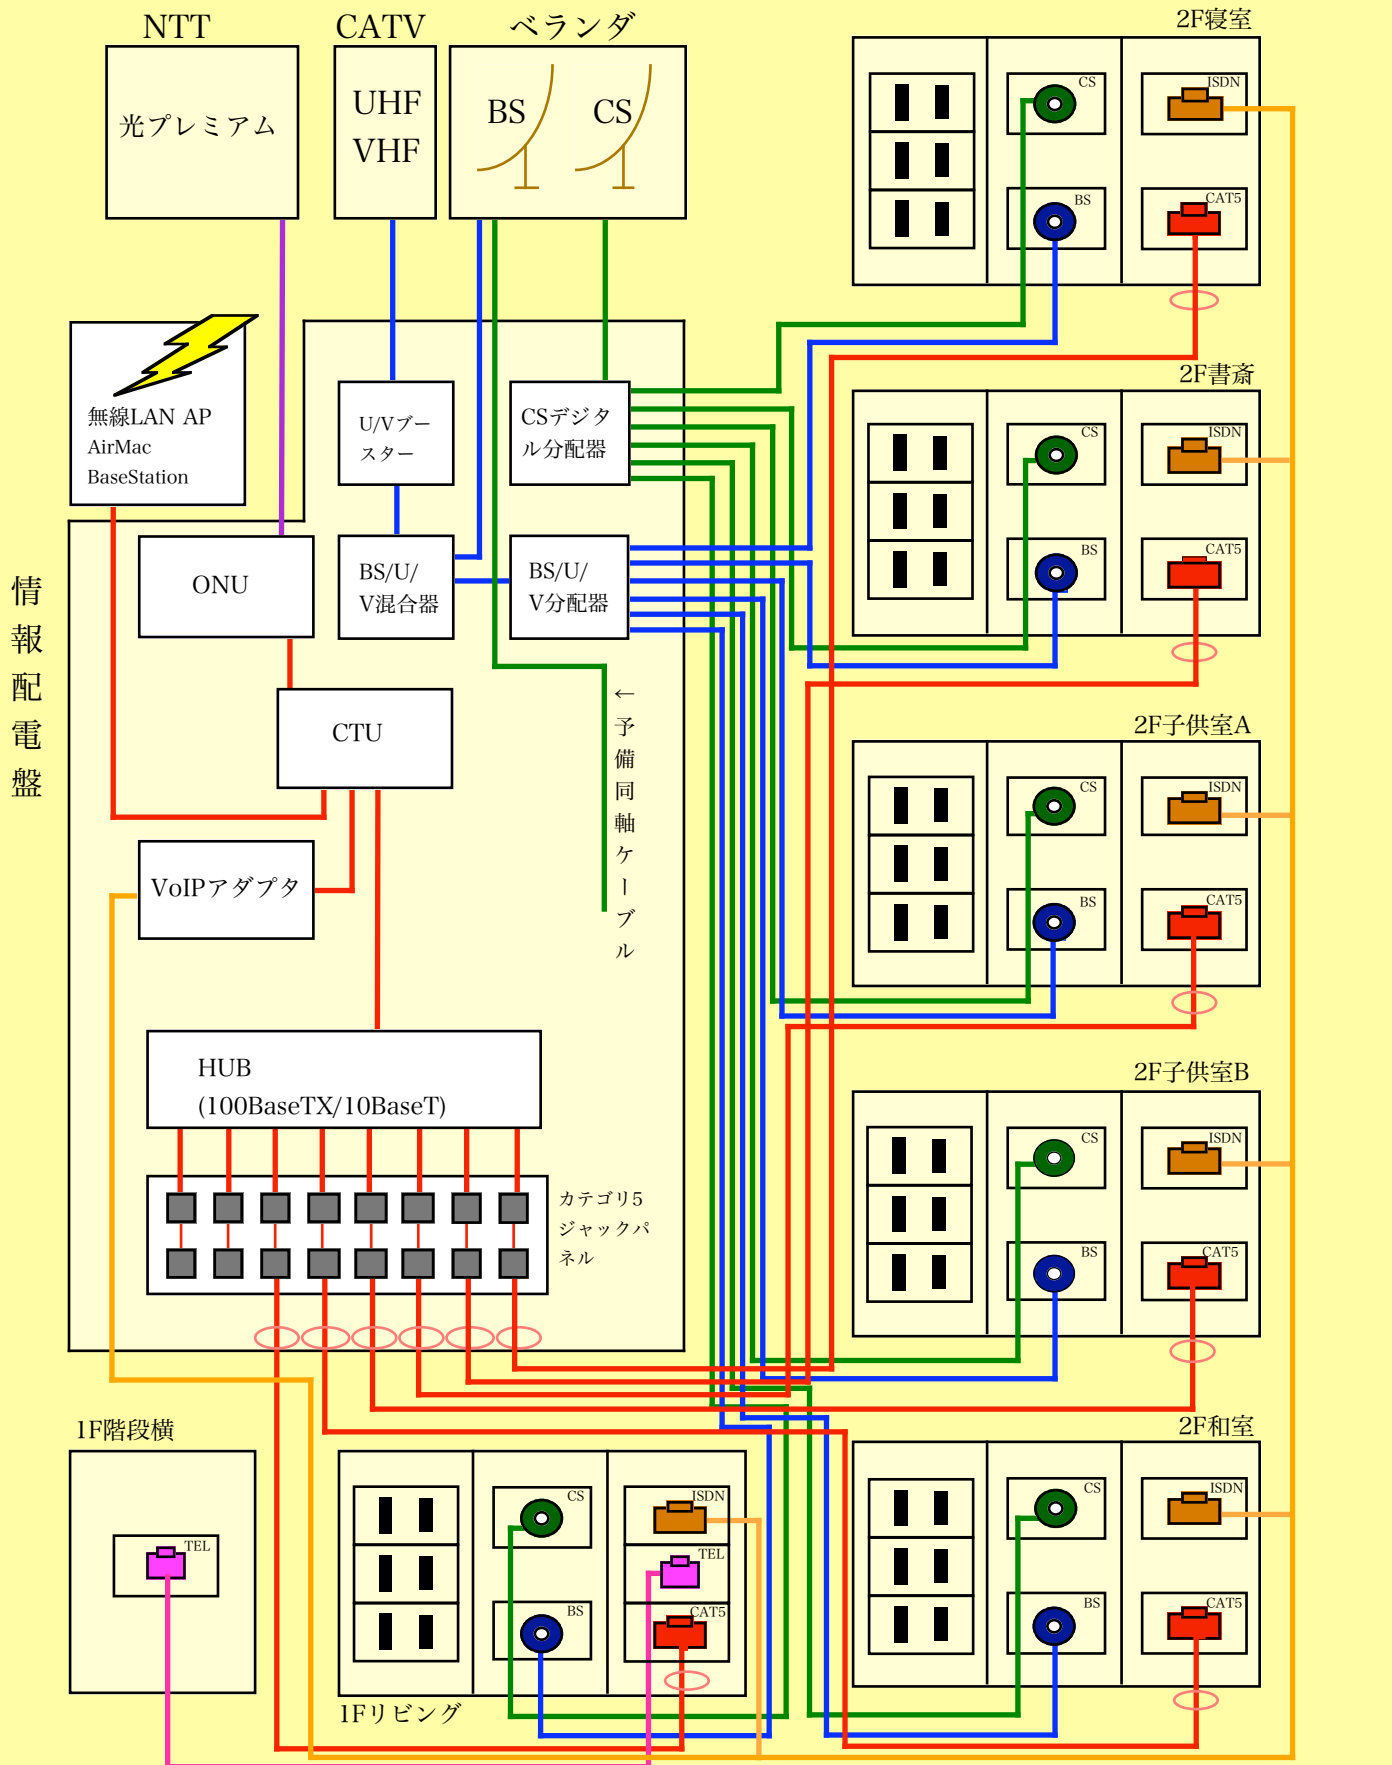 NTT
CATV
ベランダ
光プレミアム
UHF
VHF
BS
CS
無線LAN AP
AirMac
BaseStation
U/Vブー
スター
CSデジタ
ル分配器
情報配電盤
ONU
BS/U/
V混合器
BS/U/
V分配器
CTU
←予備同軸ケーブル
VoIPアダプタ
HUB
(100BaseTX/10BaseT)
カテゴリ5
ジャックパ
ネル
2F寝室
CS
ISDN
BS
CAT5
2F書斎
CS
ISDN
BS
CAT5
2F子供室A
CS
ISDN
BS
CAT5
2F子供室B
CS
ISDN
BS
CAT5
2F和室
CS
ISDN
BS
CAT5
1F階段横
TEL
CS
ISDN
TEL
BS
CAT5
1Fリビング